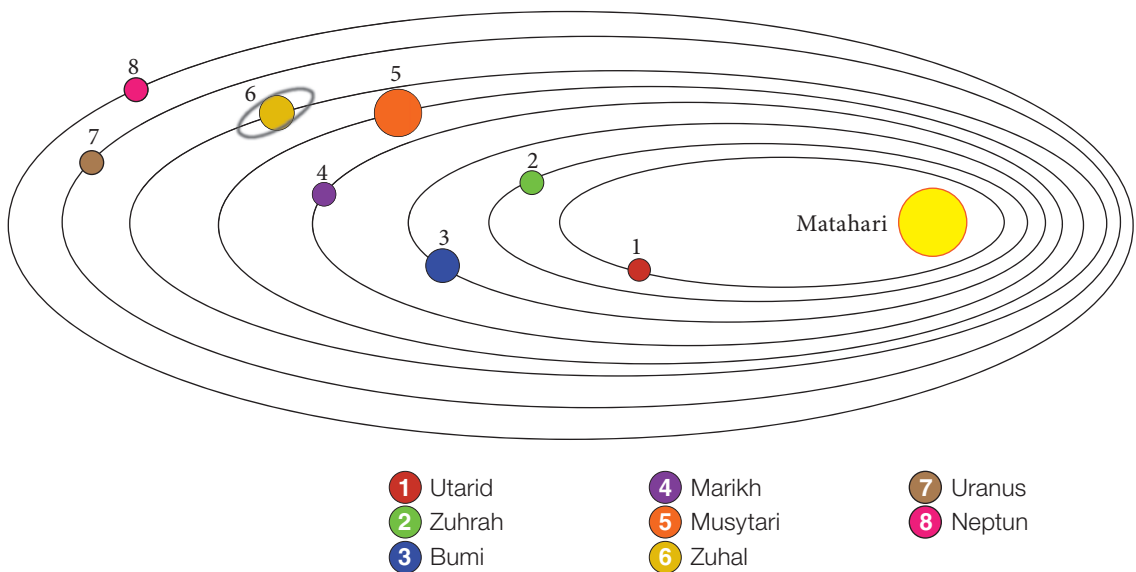 8
6
5
7
4
2
3
1
Matahari
1 Utarid
2 Zuhrah
3 Bumi
4 Marikh
5 Musytari
6 Zuhal
7 Uranus
8 Neptun